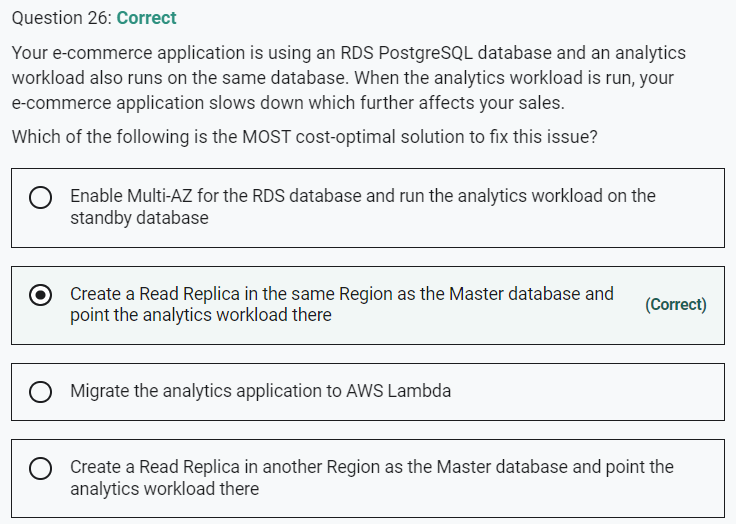 Question 26: Correct
Your e-commerce application is using an RDS PostgreSQL database and an analytics
workload also runs on the same database. When the analytics workload is run, your
e-commerce application slows down which further affects your sales.
Which of the following is the MOST cost-optimal solution to fix this issue?
Enable Multi-AZ for the RDS database and run the analytics workload on the
standby database
Create a Read Replica in the same Region as the Master database and
point the analytics workload there
(Correct)
Migrate the analytics application to AWS Lambda
Create a Read Replica in another Region as the Master database and point the
analytics workload there